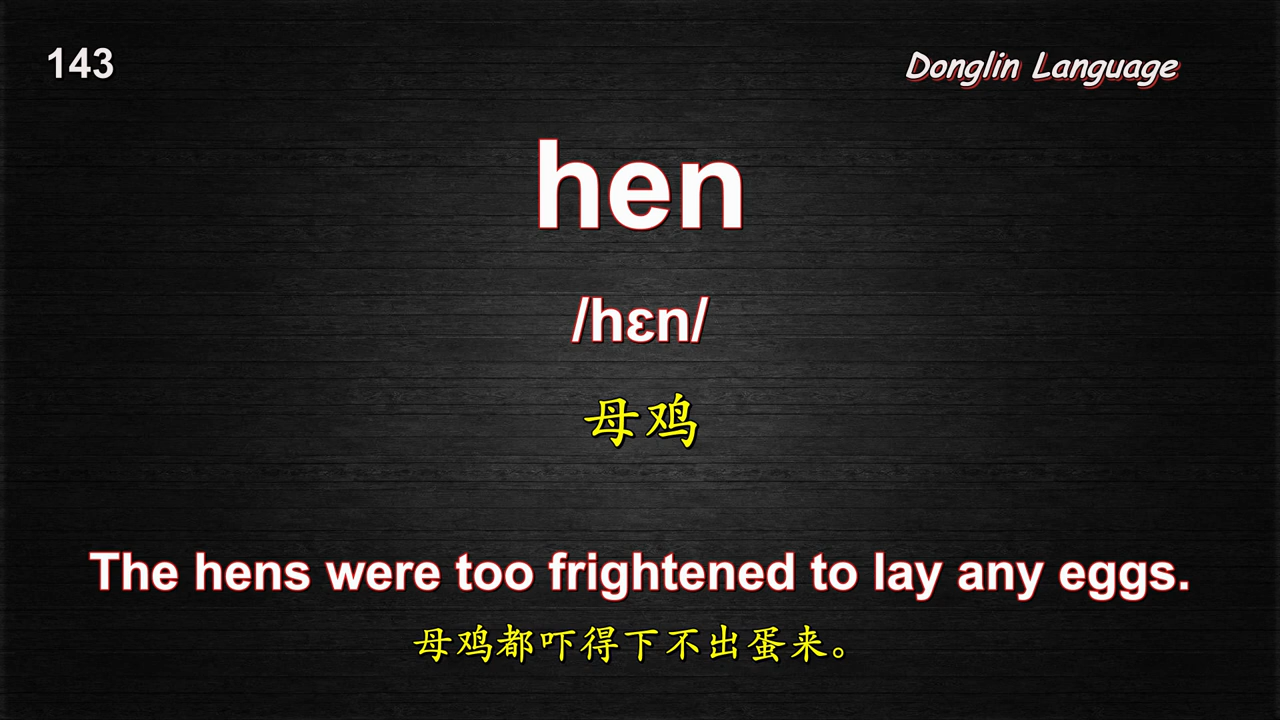 143
Donglin Language
hen
/hɛn/
母鸡
The hens were too frightened to lay any eggs.
母鸡都吓得下不出蛋来。